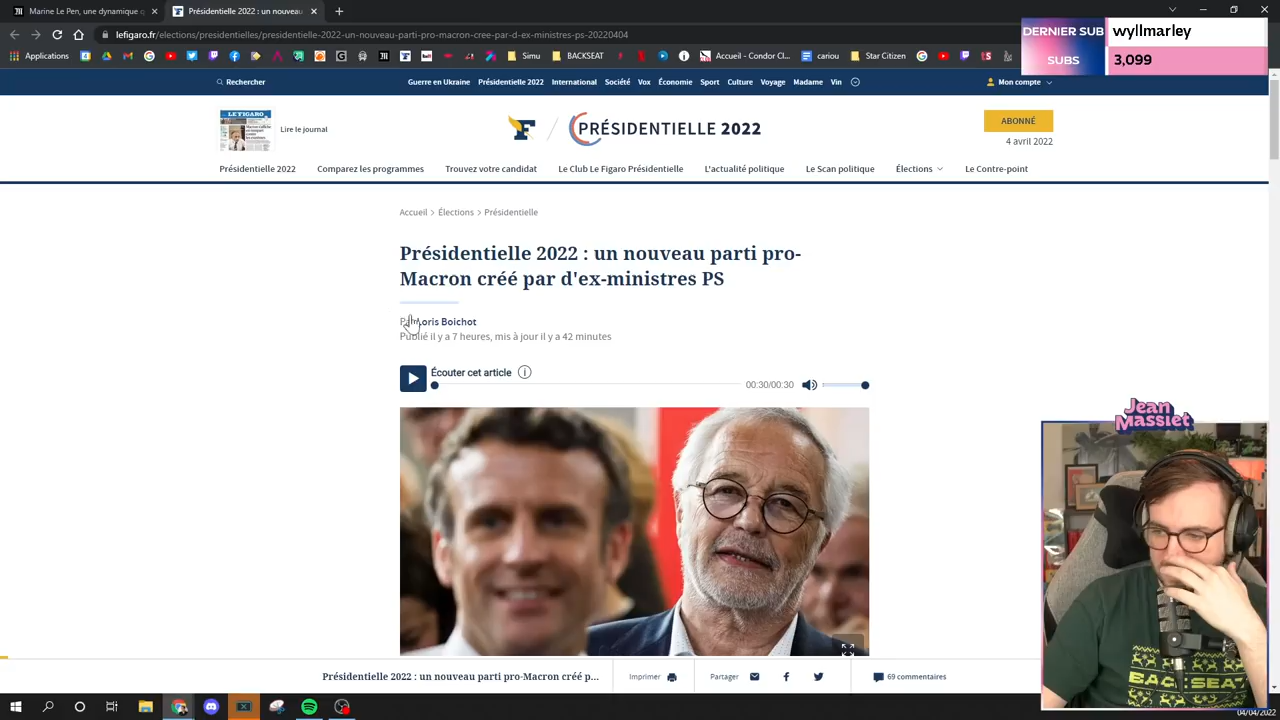 Marine Le Pen, une demagogue d
Présidentielle 2022 : un nouveau
lefigaro.fr/elections/presidentielles/presidentielle-2022-un-nouveau-parti-pro-macron-cree-par-d-ex-ministres-ps-20220404
DERNIER SUB wyllmarley
SUBS 3,099
Applications
Simu
BACKSEAT
Accueil - Condor Cl...
cariou
Star Citizen
Rechercher
Guerre en Ukraine Présidentielle 2022 International Société Vox Économie Sport Culture Voyage Madame Vin
Mon compte
LE FIGARO
Lire le journal
F / PRÉSIDENTIELLE 2022
ABONNÉ
4 avril 2022
Présidentielle 2022 Comparez les programmes Trouvez votre candidat Le Club Le Figaro Présidentielle L'actualité politique Le Scan politique Élections Le Contre-point
Accueil > Élections > Présidentielle
Présidentielle 2022 : un nouveau parti pro-
Macron créé par d'ex-ministres PS
Loris Boichot
Publié il y a 7 heures, mis à jour il y a 42 minutes
Écouter cet article
00:30/00:30
Jean
Massiet
BACKSEAT
Présidentielle 2022 : un nouveau parti pro-Macron créé p...
Imprimer
Partager
69 commentaires
04/04/2022